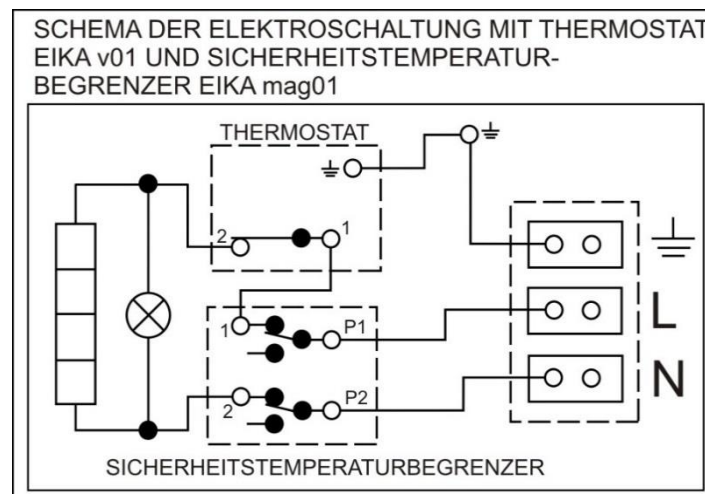 SCHEMA DER ELEKTROSCHALTUNG MIT THERMOSTAT
EIKA v01 UND SICHERHEITSTEMPERATUR-
BEGRENZER EIKA mag01
THERMOSTAT
2
1
1
P1
L
2
P2
N
SICHERHEITSTEMPERATURBEGRENZER